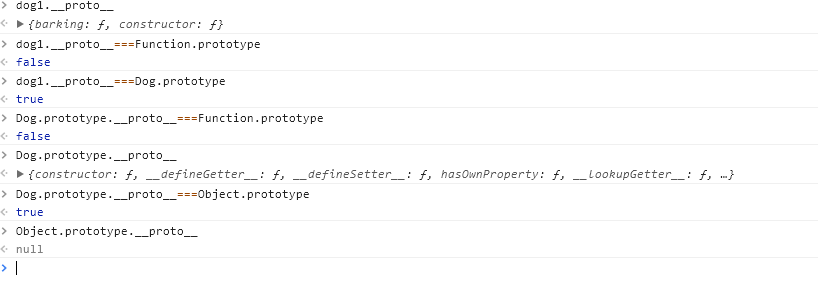 dog1.__proto__
{barking: ƒ, constructor: ƒ}
dog1.__proto__===Function.prototype
false
dog1.__proto__===Dog.prototype
true
Dog.prototype.__proto__===Function.prototype
false
Dog.prototype.__proto__
{constructor: ƒ, __defineGetter__: ƒ, __defineSetter__: ƒ, hasOwnProperty: ƒ, __lookupGetter__: ƒ, …}
Dog.prototype.__proto__===Object.prototype
true
Object.prototype.__proto__
null